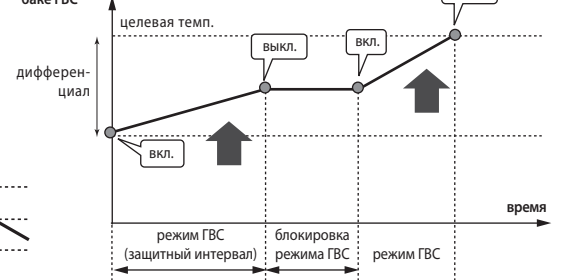 баке ГВС
целевая темп.
выкл.
вкл.
дифферен-
циал
вкл.
время
режим ГВС
(защитный интервал)
блокировка
режима ГВС
режим ГВС